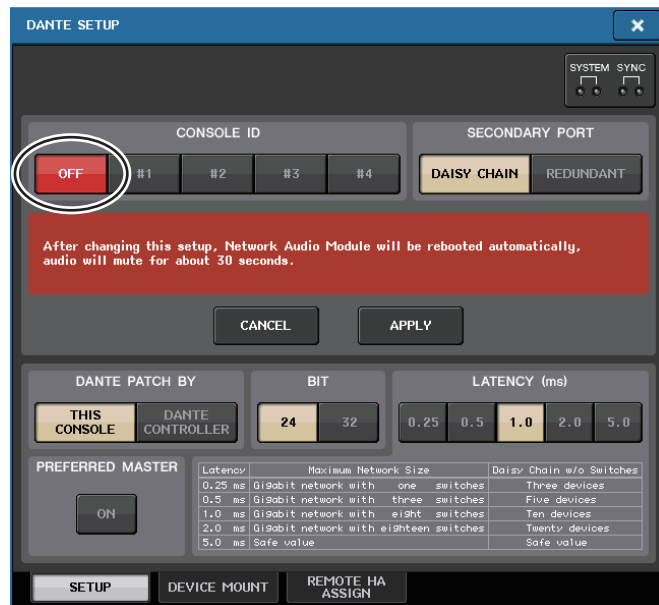 DANTE SETUP
SYSTEM SYNC
CONSOLE ID
SECONDARY PORT
OFF #1 #2 #3 #4
DAISY CHAIN REDUNDANT
After changing this setup, Network Audio Module will be rebooted automatically,
audio will mute for about 30 seconds.
CANCEL APPLY
DANTE PATCH BY
THIS
CONSOLE
DANTE
CONTROLLER
BIT
24 32
LATENCY (ms)
0.25 0.5 1.0 2.0 5.0
PREFERRED MASTER
ON
Latency Maximum Network Size Daisy Chain w/o Switches
0.25 ms Gigabit network with one switches Three devices
0.5 ms Gigabit network with three switches Five devices
1.0 ms Gigabit network with eight switches Ten devices
2.0 ms Gigabit network with eighteen switches Twenty devices
5.0 ms Safe value Safe value
SETUP
DEVICE MOUNT
REMOTE HA
ASSIGN